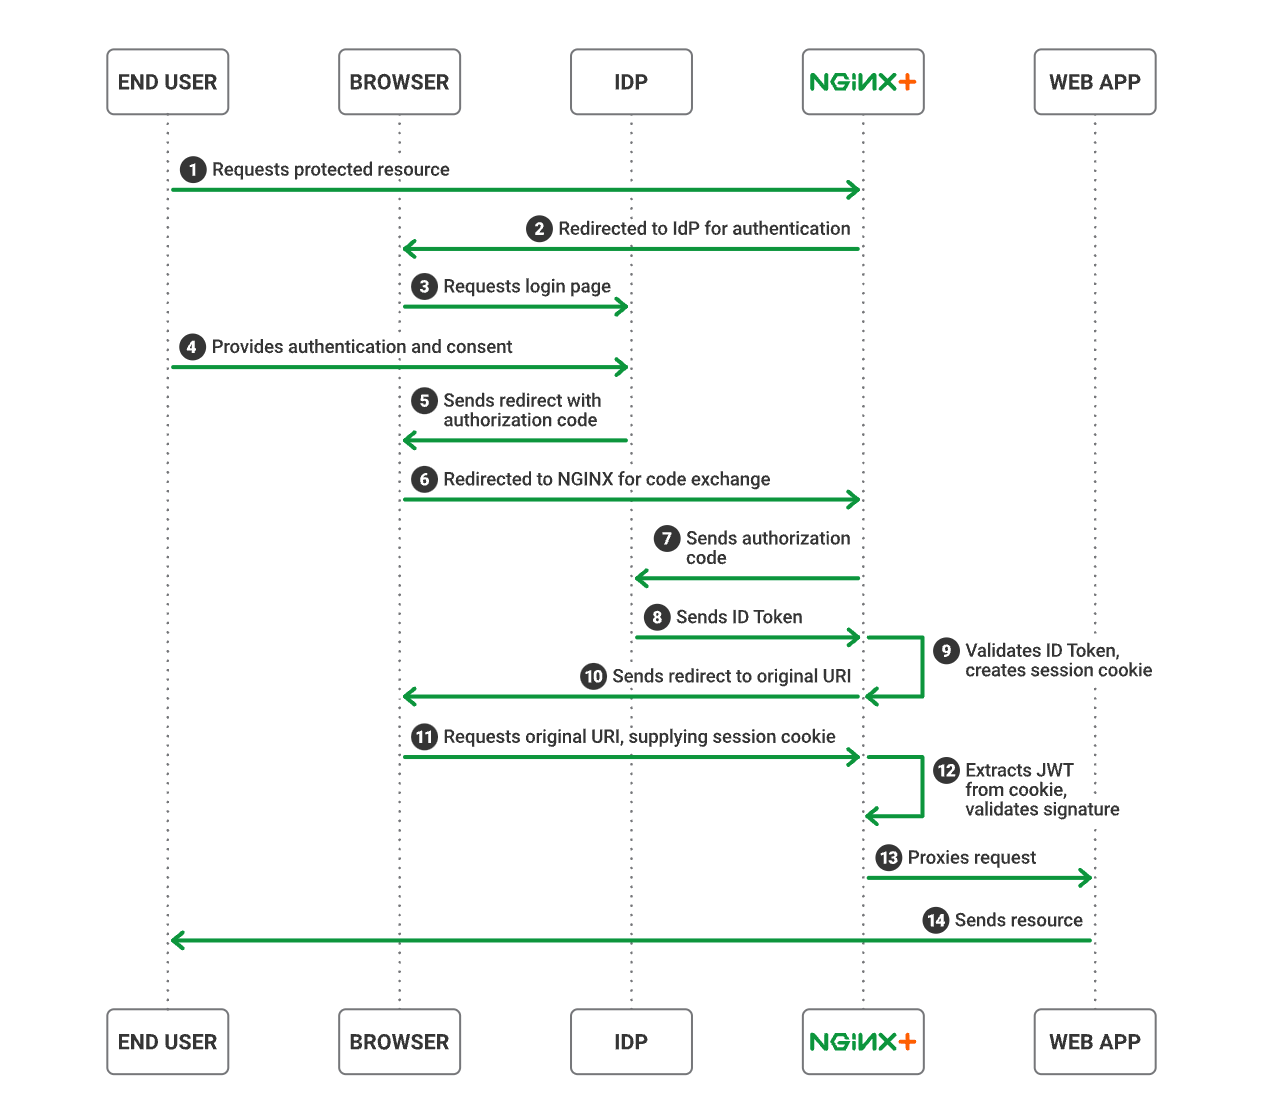 END USER
BROWSER
IDP
NGINX+
WEB APP
1 Requests protected resource
2 Redirected to IdP for authentication
3 Requests login page
4 Provides authentication and consent
5 Sends redirect with
authorization code
6 Redirected to NGINX for code exchange
7 Sends authorization
code
8 Sends ID Token
9 Validates ID Token,
creates session cookie
10 Sends redirect to original URI
11 Requests original URI, supplying session cookie
12 Extracts JWT
from cookie,
validates signature
13 Proxies request
14 Sends resource
END USER
BROWSER
IDP
NGINX+
WEB APP